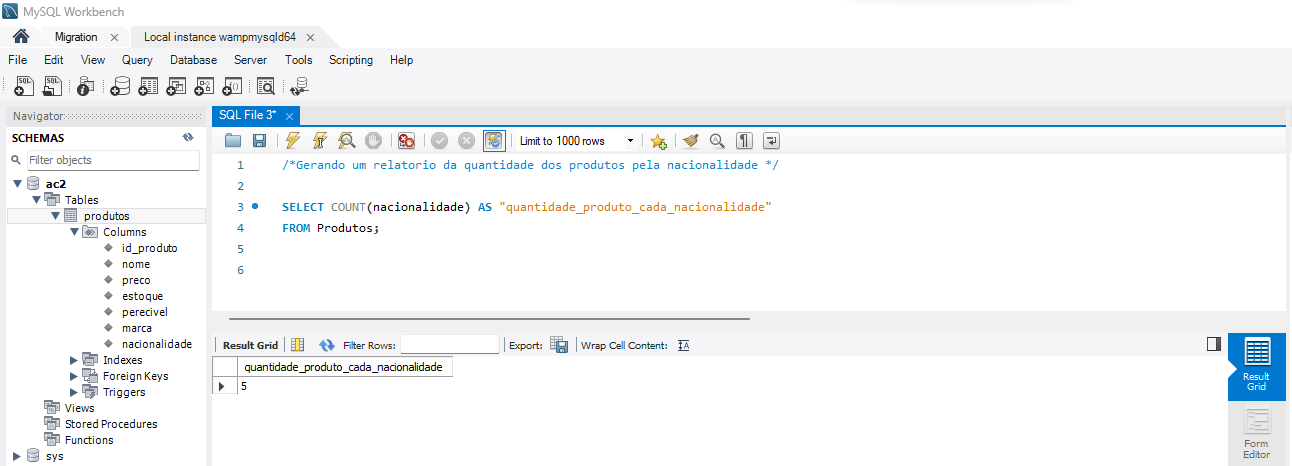 MySQL Workbench
Migration × Local instance wampmysqld64 ×
File Edit View Query Database Server Tools Scripting Help
Navigator
SQL File 3* ×
SCHEMAS
Limit to 1000 rows
Filter objects
ac2
Tables
produtos
Columns
id_produto
nome
preco
estoque
perecivel
marca
nacionalidade
Indexes
Foreign Keys
Triggers
Views
Stored Procedures
Functions
sys
1 /*Gerando um relatorio da quantidade dos produtos pela nacionalidade */
2
3 SELECT COUNT(nacionalidade) AS "quantidade_produto_cada_nacionalidade"
4 FROM Produtos;
5
6
Result Grid Filter Rows: Export: Wrap Cell Content:
quantidade_produto_cada_nacionalidade
5
Result
Grid
Form
Editor